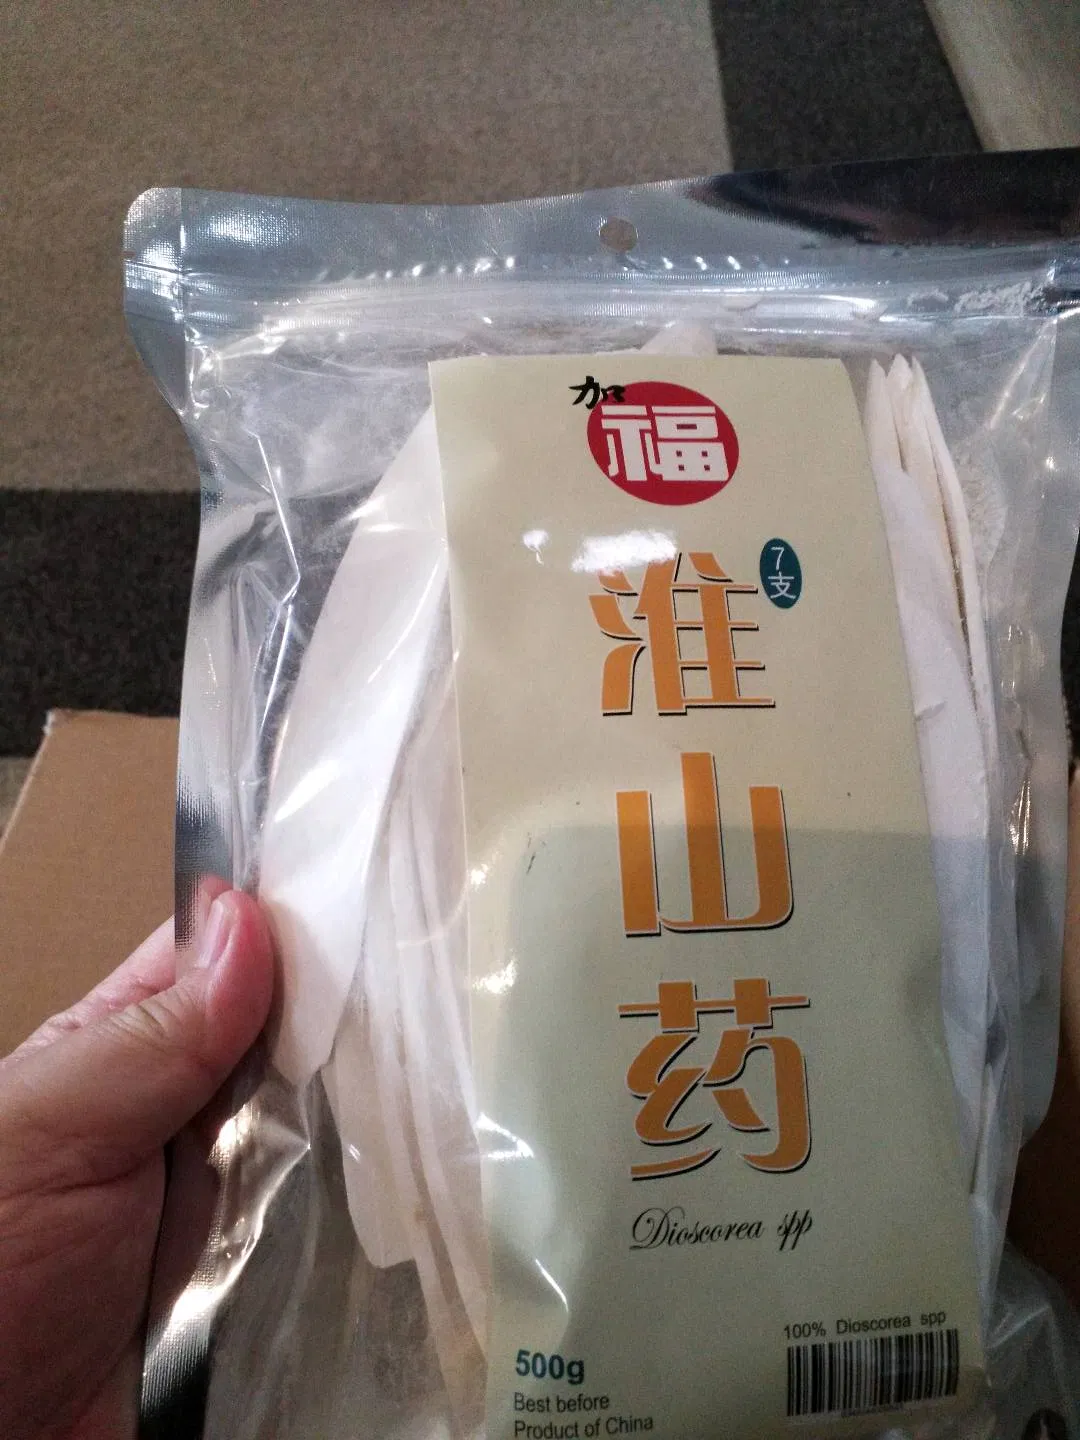 加
福
7支
淮山药
Dioscorea spp
100% Dioscorea spp
500g
Best before
Product of China